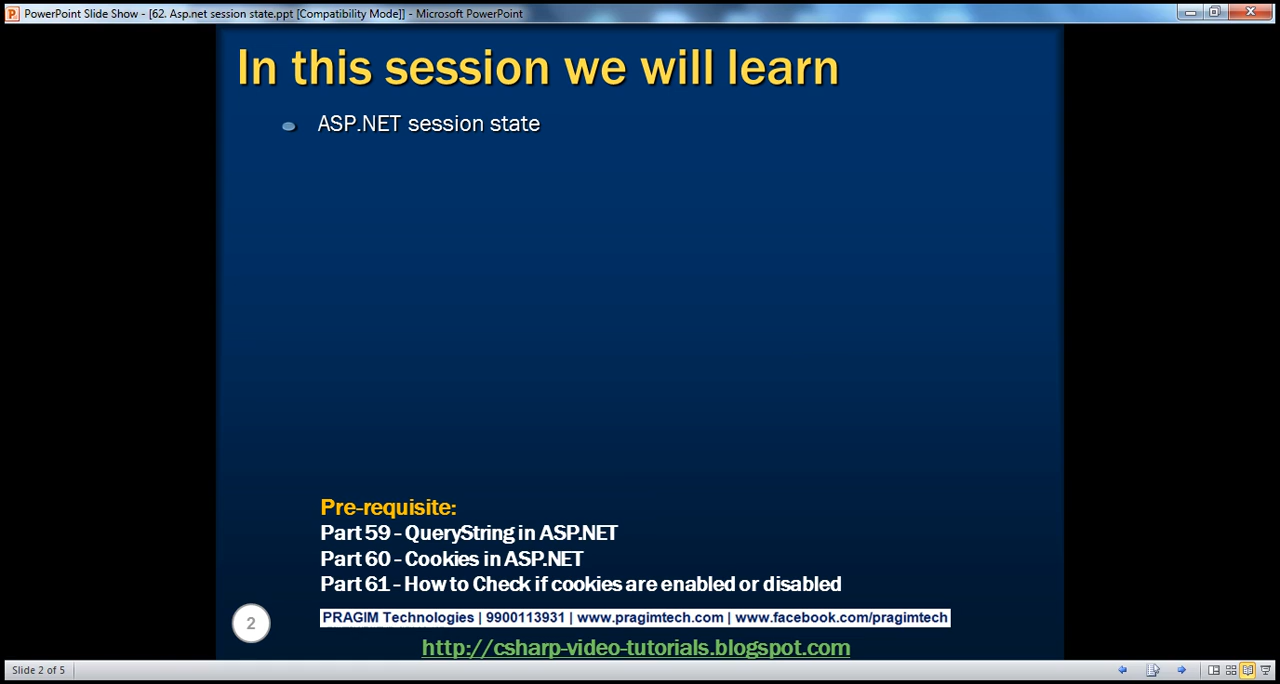 PowerPoint Slide Show - [62. Asp.net session state.ppt [Compatibility Mode]] - Microsoft PowerPoint
In this session we will learn
ASP.NET session state
Pre-requisite:
Part 59 - QueryString in ASP.NET
Part 60 - Cookies in ASP.NET
Part 61 - How to Check if cookies are enabled or disabled
2
PRAGIM Technologies | 9900113931 | www.pragimtech.com | www.facebook.com/pragimtech
http://csharp-video-tutorials.blogspot.com
Slide 2 of 5